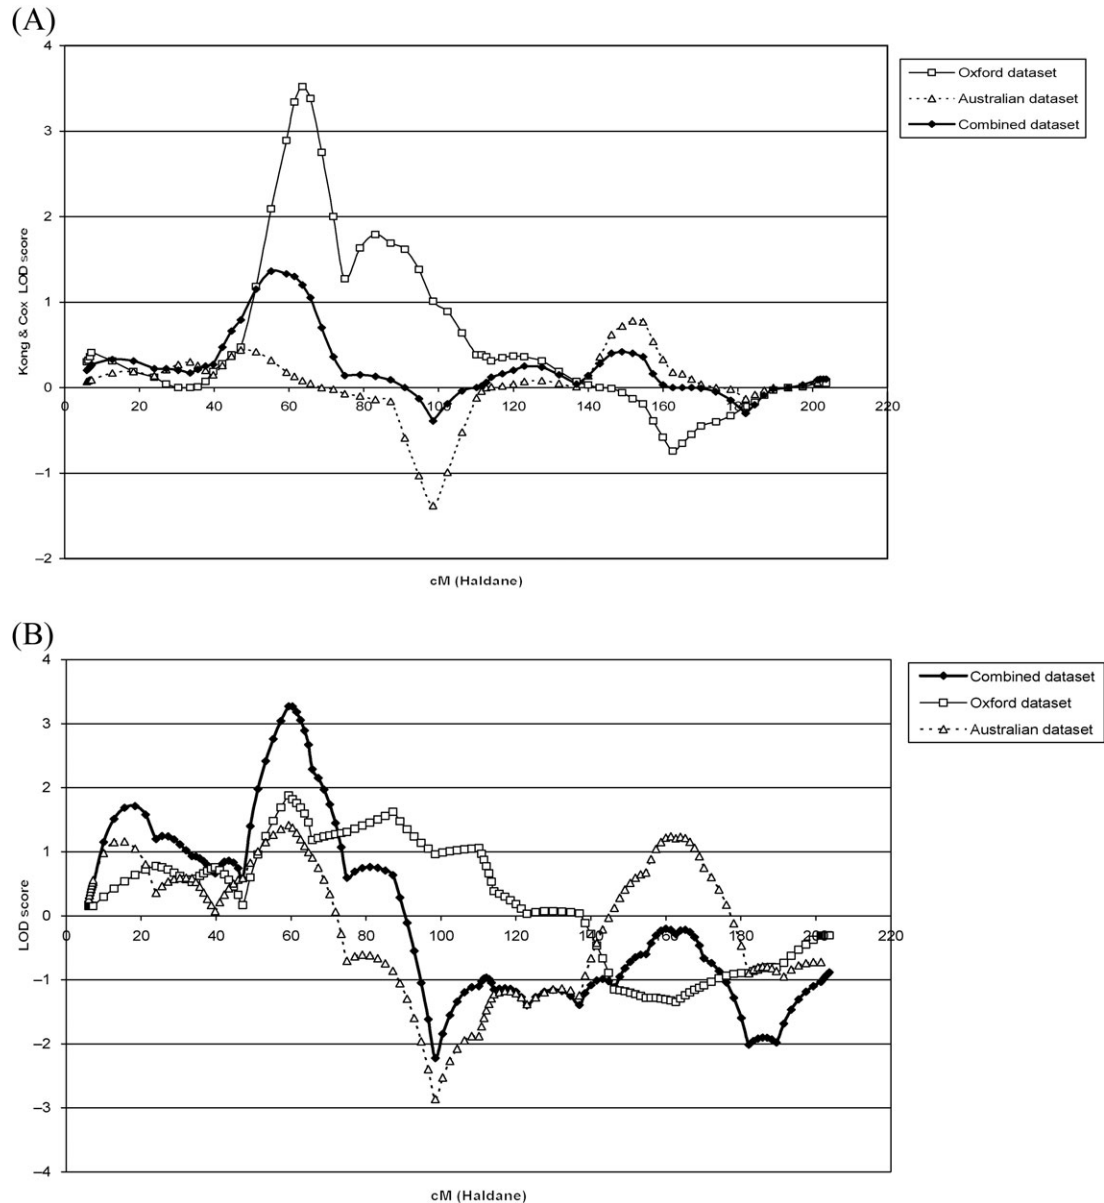 (A)
4
3
2
1
0
–1
–2
0 20 40 60 80 100 120 140 160 180 200 220
Kong & Cox LOD score
cM (Haldane)
Oxford dataset
Australian dataset
Combined dataset
(B)
4
3
2
1
0
–1
–2
–3
–4
0 20 40 60 80 100 120 140 160 180 200 220
LOD score
cM (Haldane)
Combined dataset
Oxford dataset
Australian dataset